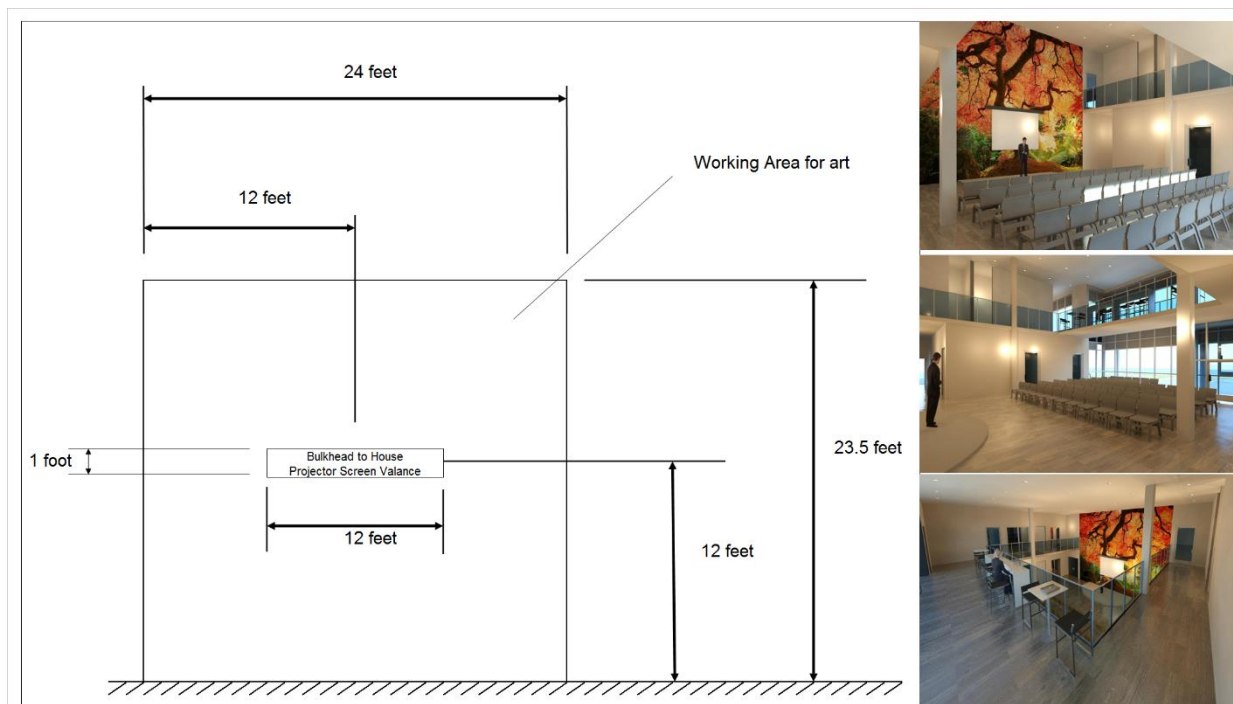 24 feet
Working Area for art
12 feet
23.5 feet
1 foot
Bulkhead to House
Projector Screen Valance
12 feet
12 feet